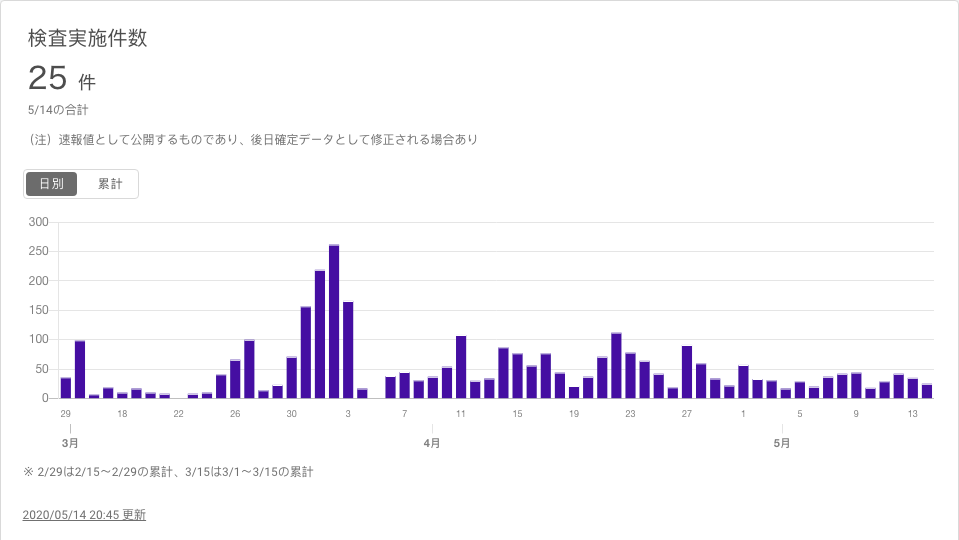 検査実施件数
25 件
5/14の合計
（注）速報値として公開するものであり、後日確定データとして修正される場合あり
日別 累計
300
250
200
150
100
50
0
29 18 22 26 30 3 7 11 15 19 23 27 1 5 9 13
3月 4月 5月
※ 2/29は2/15〜2/29の累計、3/15は3/1〜3/15の累計
2020/05/14 20:45 更新